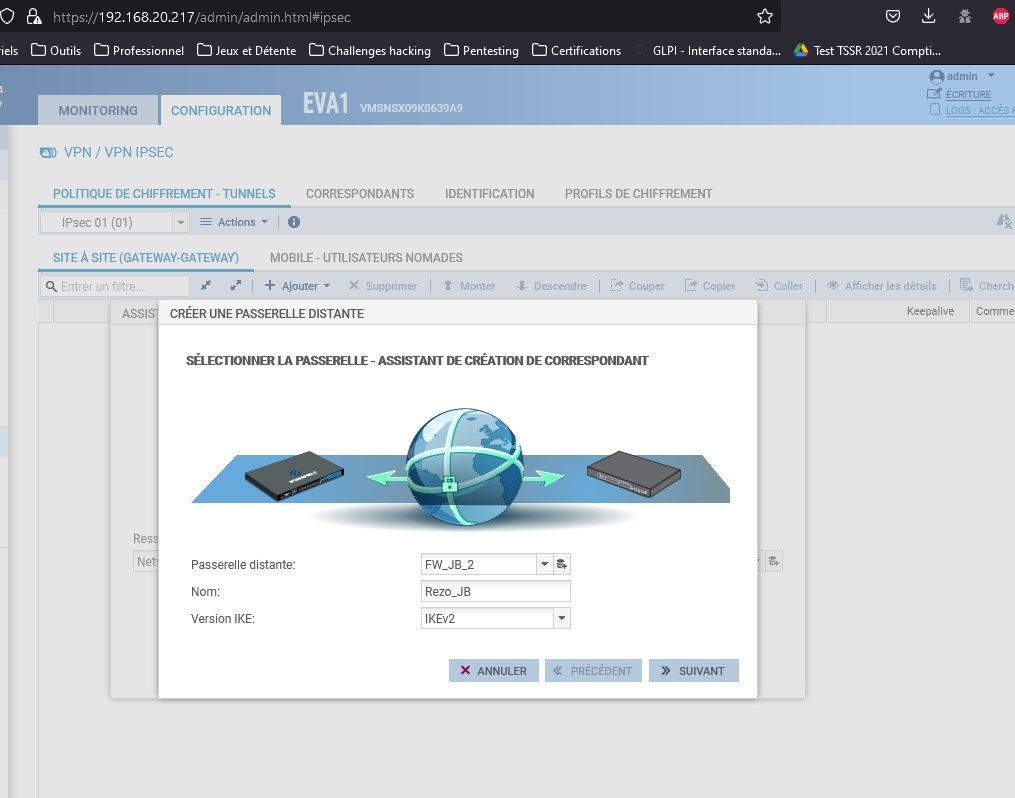 https://192.168.20.217/admin/admin.html#ipsec
ABP
iels Outils Professionnel Jeux et Détente Challenges hacking Pentesting Certifications GLPI - Interface standa... Test TSSR 2021 Compti...
MONITORING CONFIGURATION EVA1 VMSNSX09K0639A9
admin
ÉCRITURE
LOGS : ACCÈS R
VPN / VPN IPSEC
POLITIQUE DE CHIFFREMENT - TUNNELS CORRESPONDANTS IDENTIFICATION PROFILS DE CHIFFREMENT
IPsec 01 (01) Actions
SITE À SITE (GATEWAY-GATEWAY) MOBILE - UTILISATEURS NOMADES
Entrer un filtre... Ajouter Supprimer Monter Descendre Couper Copier Coller Afficher les détails Cherche
Keepalive Comme
ASSIS
CRÉER UNE PASSERELLE DISTANTE
SÉLECTIONNER LA PASSERELLE - ASSISTANT DE CRÉATION DE CORRESPONDANT
Ress
Netw
Passerelle distante: FW_JB_2
Nom: Rezo_JB
Version IKE: IKEv2
ANNULER PRÉCÉDENT SUIVANT